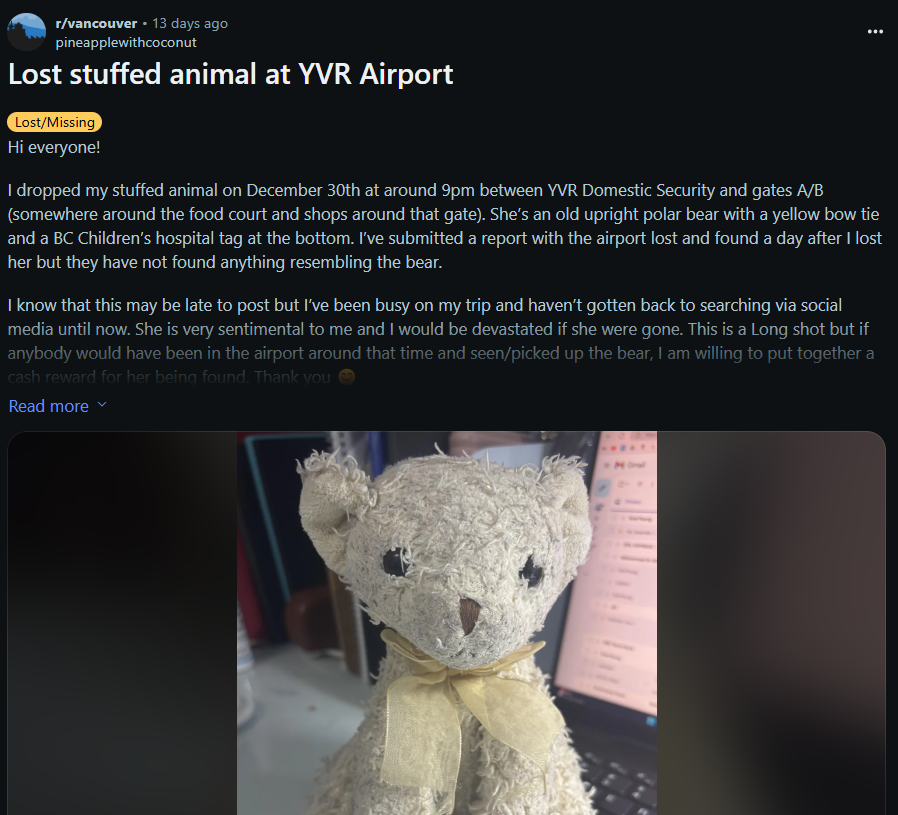 r/vancouver • 13 days ago
pineapplewithcoconut
Lost stuffed animal at YVR Airport
Lost/Missing
Hi everyone!
I dropped my stuffed animal on December 30th at around 9pm between YVR Domestic Security and gates A/B
(somewhere around the food court and shops around that gate). She’s an old upright polar bear with a yellow bow tie
and a BC Children’s hospital tag at the bottom. I’ve submitted a report with the airport lost and found a day after I lost
her but they have not found anything resembling the bear.
I know that this may be late to post but I’ve been busy on my trip and haven’t gotten back to searching via social
media until now. She is very sentimental to me and I would be devastated if she were gone. This is a Long shot but if
anybody would have been in the airport around that time and seen/picked up the bear, I am willing to put together a
cash reward for her being found. Thank you 😊
Read more
Gmail